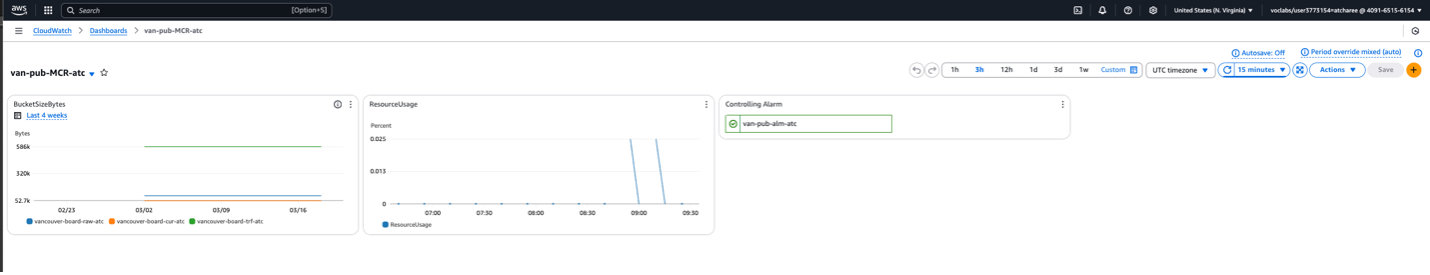 aws
Search [Option+S]
United States (N. Virginia)
voclabs/user3773154=atcharee @ 4091-6515-6154
CloudWatch
Dashboards
van-pub-MCR-atc
Autosave: Off
Period override mixed (auto)
van-pub-MCR-atc
1h 3h 12h 1d 3d 1w Custom
UTC timezone
15 minutes
Actions
Save
BucketSizeBytes
Last 4 weeks
Bytes
586k
320k
52.7k
02/23 03/02 03/09 03/16
vancouver-board-raw-atc vancouver-board-cur-atc vancouver-board-trf-atc
ResourceUsage
Percent
0.025
0.013
0
07:00 07:30 08:00 08:30 09:00 09:30
ResourceUsage
Controlling Alarm
van-pub-alm-atc